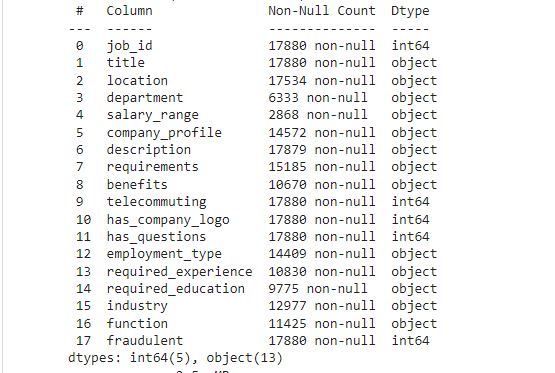 #   Column               Non-Null Count  Dtype
---  ------               --------------  -----
0   job_id               17880 non-null  int64
1   title                17880 non-null  object
2   location             17534 non-null  object
3   department           6333 non-null   object
4   salary_range         2868 non-null   object
5   company_profile      14572 non-null  object
6   description          17879 non-null  object
7   requirements         15185 non-null  object
8   benefits             10670 non-null  object
9   telecommuting        17880 non-null  int64
10  has_company_logo     17880 non-null  int64
11  has_questions        17880 non-null  int64
12  employment_type      14409 non-null  object
13  required_experience  10830 non-null  object
14  required_education   9775 non-null   object
15  industry             12977 non-null  object
16  function             11425 non-null  object
17  fraudulent           17880 non-null  int64
dtypes: int64(5), object(13)